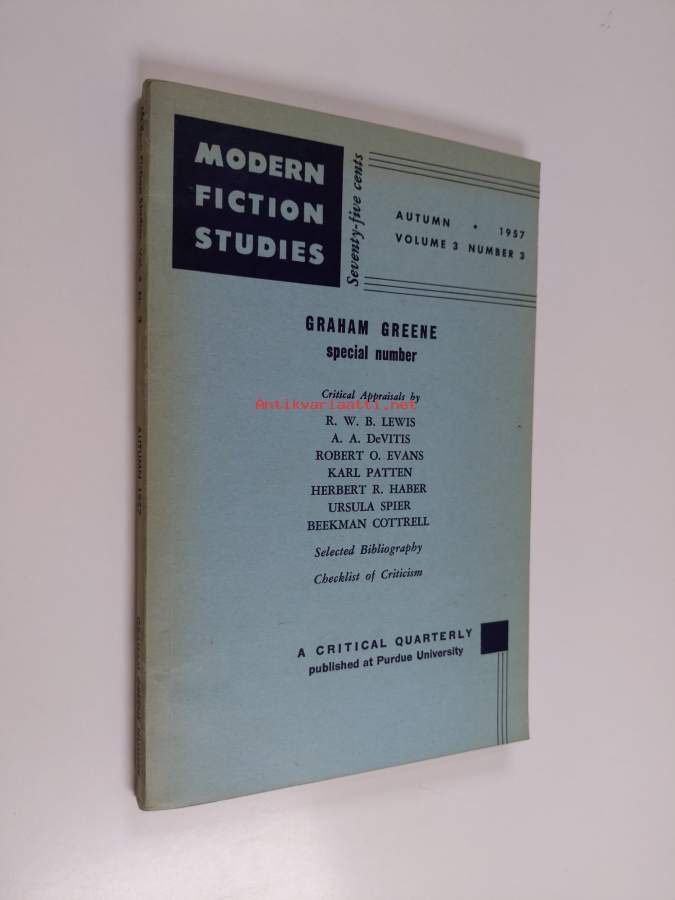 MODERN
FICTION
STUDIES
Seventy-five cents
AUTUMN • 1957
VOLUME 3 NUMBER 3
GRAHAM GREENE
special number
Critical Appraisals by
Antikvariaatti.net
R. W. B. LEWIS
A. A. DeVITIS
ROBERT O. EVANS
KARL PATTEN
HERBERT R. HABER
URSULA SPIER
BEEKMAN COTTRELL
Selected Bibliography
Checklist of Criticism
A CRITICAL QUARTERLY
published at Purdue University
AUTUMN 1957